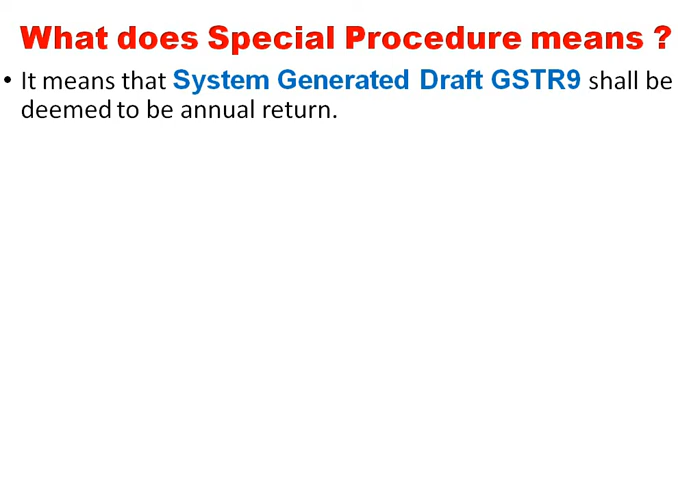 What does Special Procedure means ?
• It means that System Generated Draft GSTR9 shall be
deemed to be annual return.